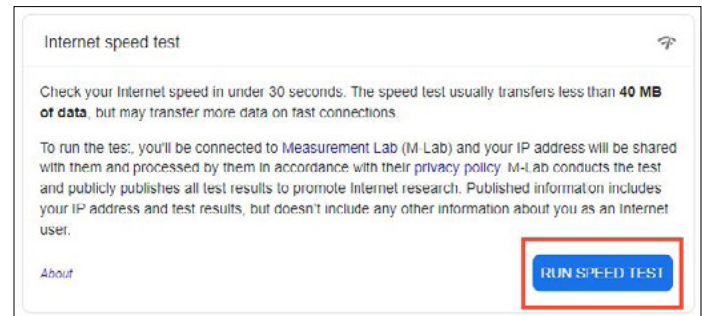 Internet speed test
Check your Internet speed in under 30 seconds. The speed test usually transfers less than 40 MB
of data, but may transfer more data on fast connections.
To run the test, you'll be connected to Measurement Lab (M-Lab) and your IP address will be shared
with them and processed by them in accordance with their privacy policy. M-Lab conducts the test
and publicly publishes all test results to promote Internet research. Published information includes
your IP address and test results, but doesn't include any other information about you as an Internet
user.
About
RUN SPEED TEST